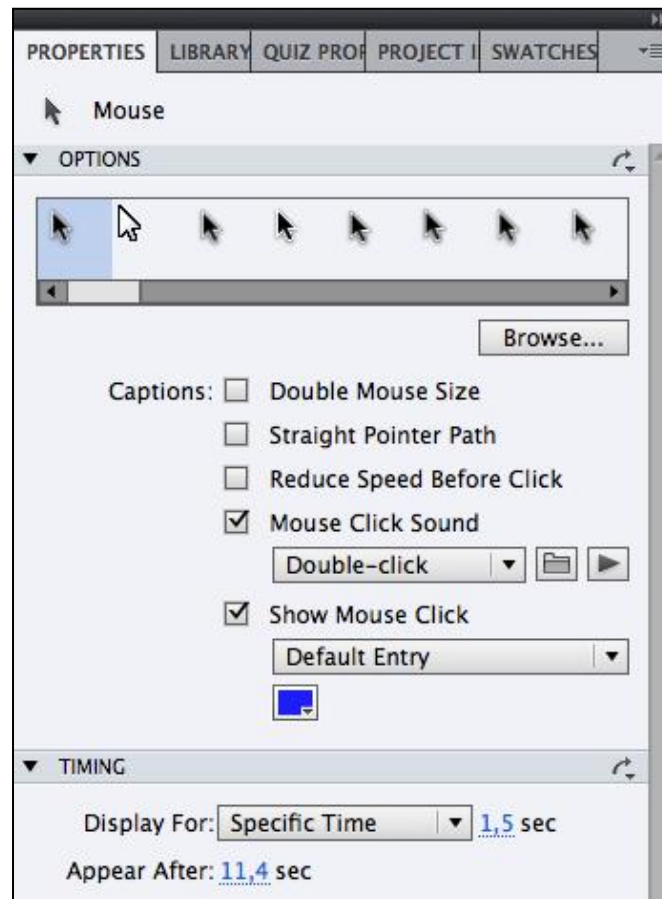 PROPERTIES LIBRARY QUIZ PROP PROJECT I SWATCHES
Mouse
OPTIONS
Browse...
Captions: Double Mouse Size
Straight Pointer Path
Reduce Speed Before Click
Mouse Click Sound
Double-click
Show Mouse Click
Default Entry
TIMING
Display For: Specific Time 1,5 sec
Appear After: 11,4 sec